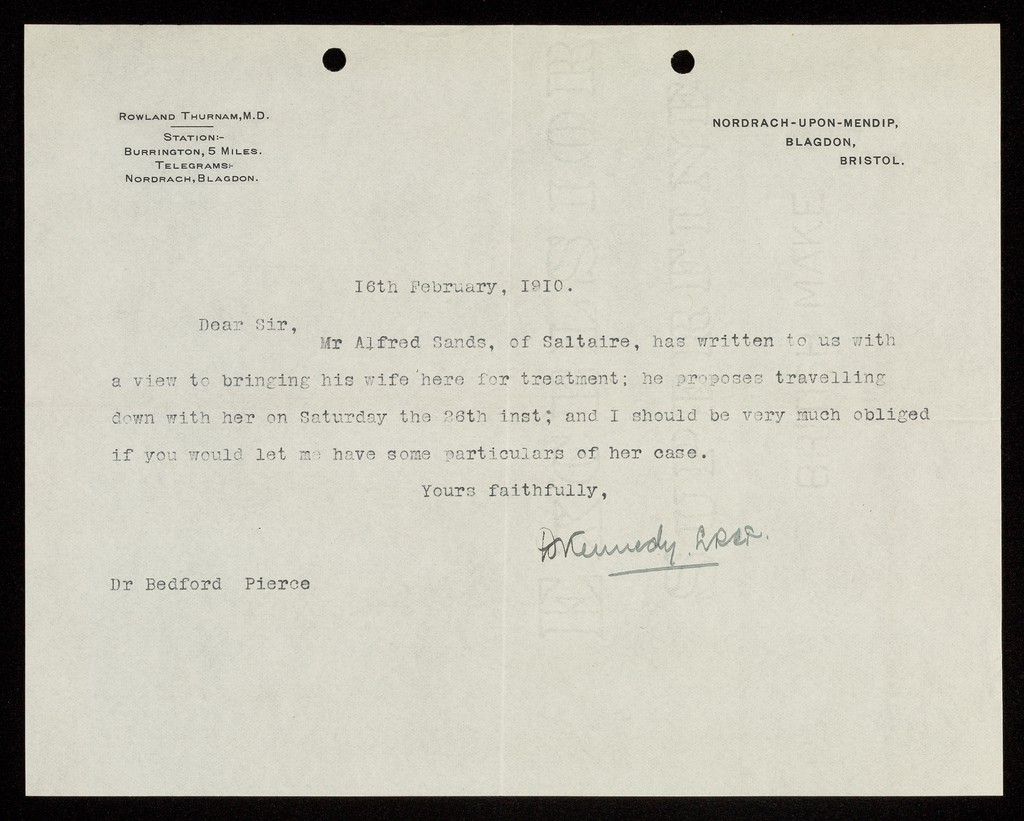 ROWLAND THURNAM, M.D.
STATION:-
BURRINGTON, 5 MILES.
TELEGRAMS:-
NORDRACH, BLAGDON.
NORDRACH-UPON-MENDIP,
BLAGDON,
BRISTOL.
16th February, 1910.
Dear Sir,
Mr Alfred Sands, of Saltaire, has written to us with
a view to bringing his wife here for treatment; he proposes travelling
down with her on Saturday the 26th inst; and I should be very much obliged
if you would let me have some particulars of her case.
Yours faithfully,
Kennedy
Dr Bedford Pierce